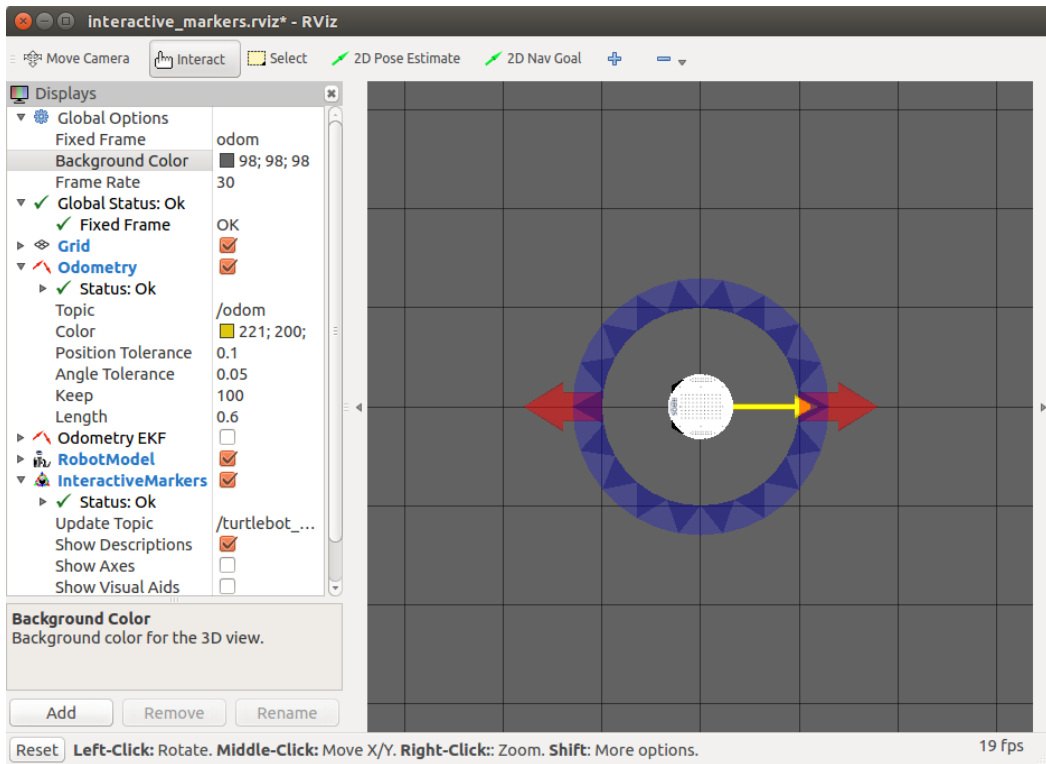 interactive_markers.rviz* - RViz
Move Camera Interact Select 2D Pose Estimate 2D Nav Goal
Displays
Global Options
Fixed Frame odom
Background Color 98; 98; 98
Frame Rate 30
Global Status: Ok
Fixed Frame OK
Grid
Odometry
Status: Ok
Topic /odom
Color 221; 200;
Position Tolerance 0.1
Angle Tolerance 0.05
Keep 100
Length 0.6
Odometry EKF
RobotModel
InteractiveMarkers
Status: Ok
Update Topic /turtlebot_...
Show Descriptions
Show Axes
Show Visual Aids
Background Color
Background color for the 3D view.
Add Remove Rename
Reset Left-Click: Rotate. Middle-Click: Move X/Y. Right-Click:: Zoom. Shift: More options. 19 fps